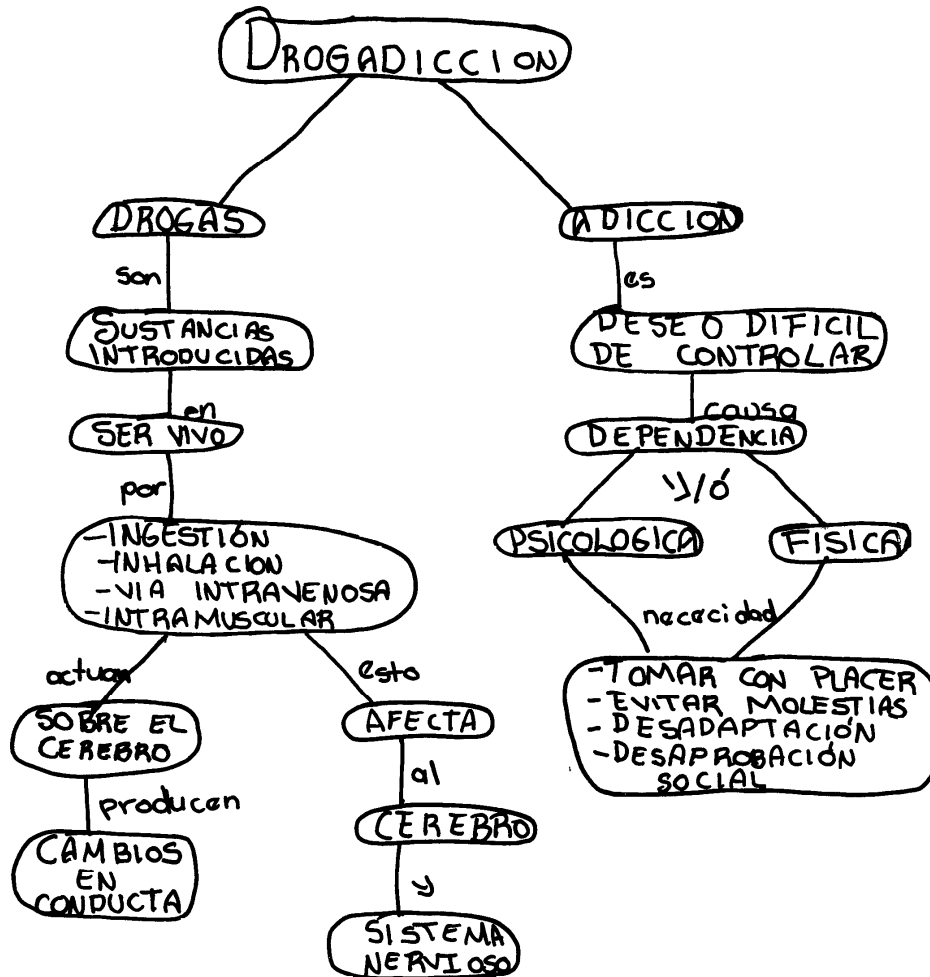 DROGADICCION
DROGAS
son
SUSTANCIAS
INTRODUCIDAS
en
SER VIVO
por
-INGESTIÓN
-INHALACION
-VIA INTRAVENOSA
-INTRAMUSCULAR
actuan
SOBRE EL
CEREBRO
producen
CAMBIOS
EN
CONDUCTA
esto
AFECTA
al
CEREBRO
y
SISTEMA
NERVIOSO
ADICCION
es
DESEO DIFICIL
DE CONTROLAR
causa
DEPENDENCIA
y/ó
PSICOLOGICA
FISICA
nececidad
-TOMAR CON PLACER
-EVITAR MOLESTIAS
-DESADAPTACIÓN
-DESAPROBACIÓN
SOCIAL